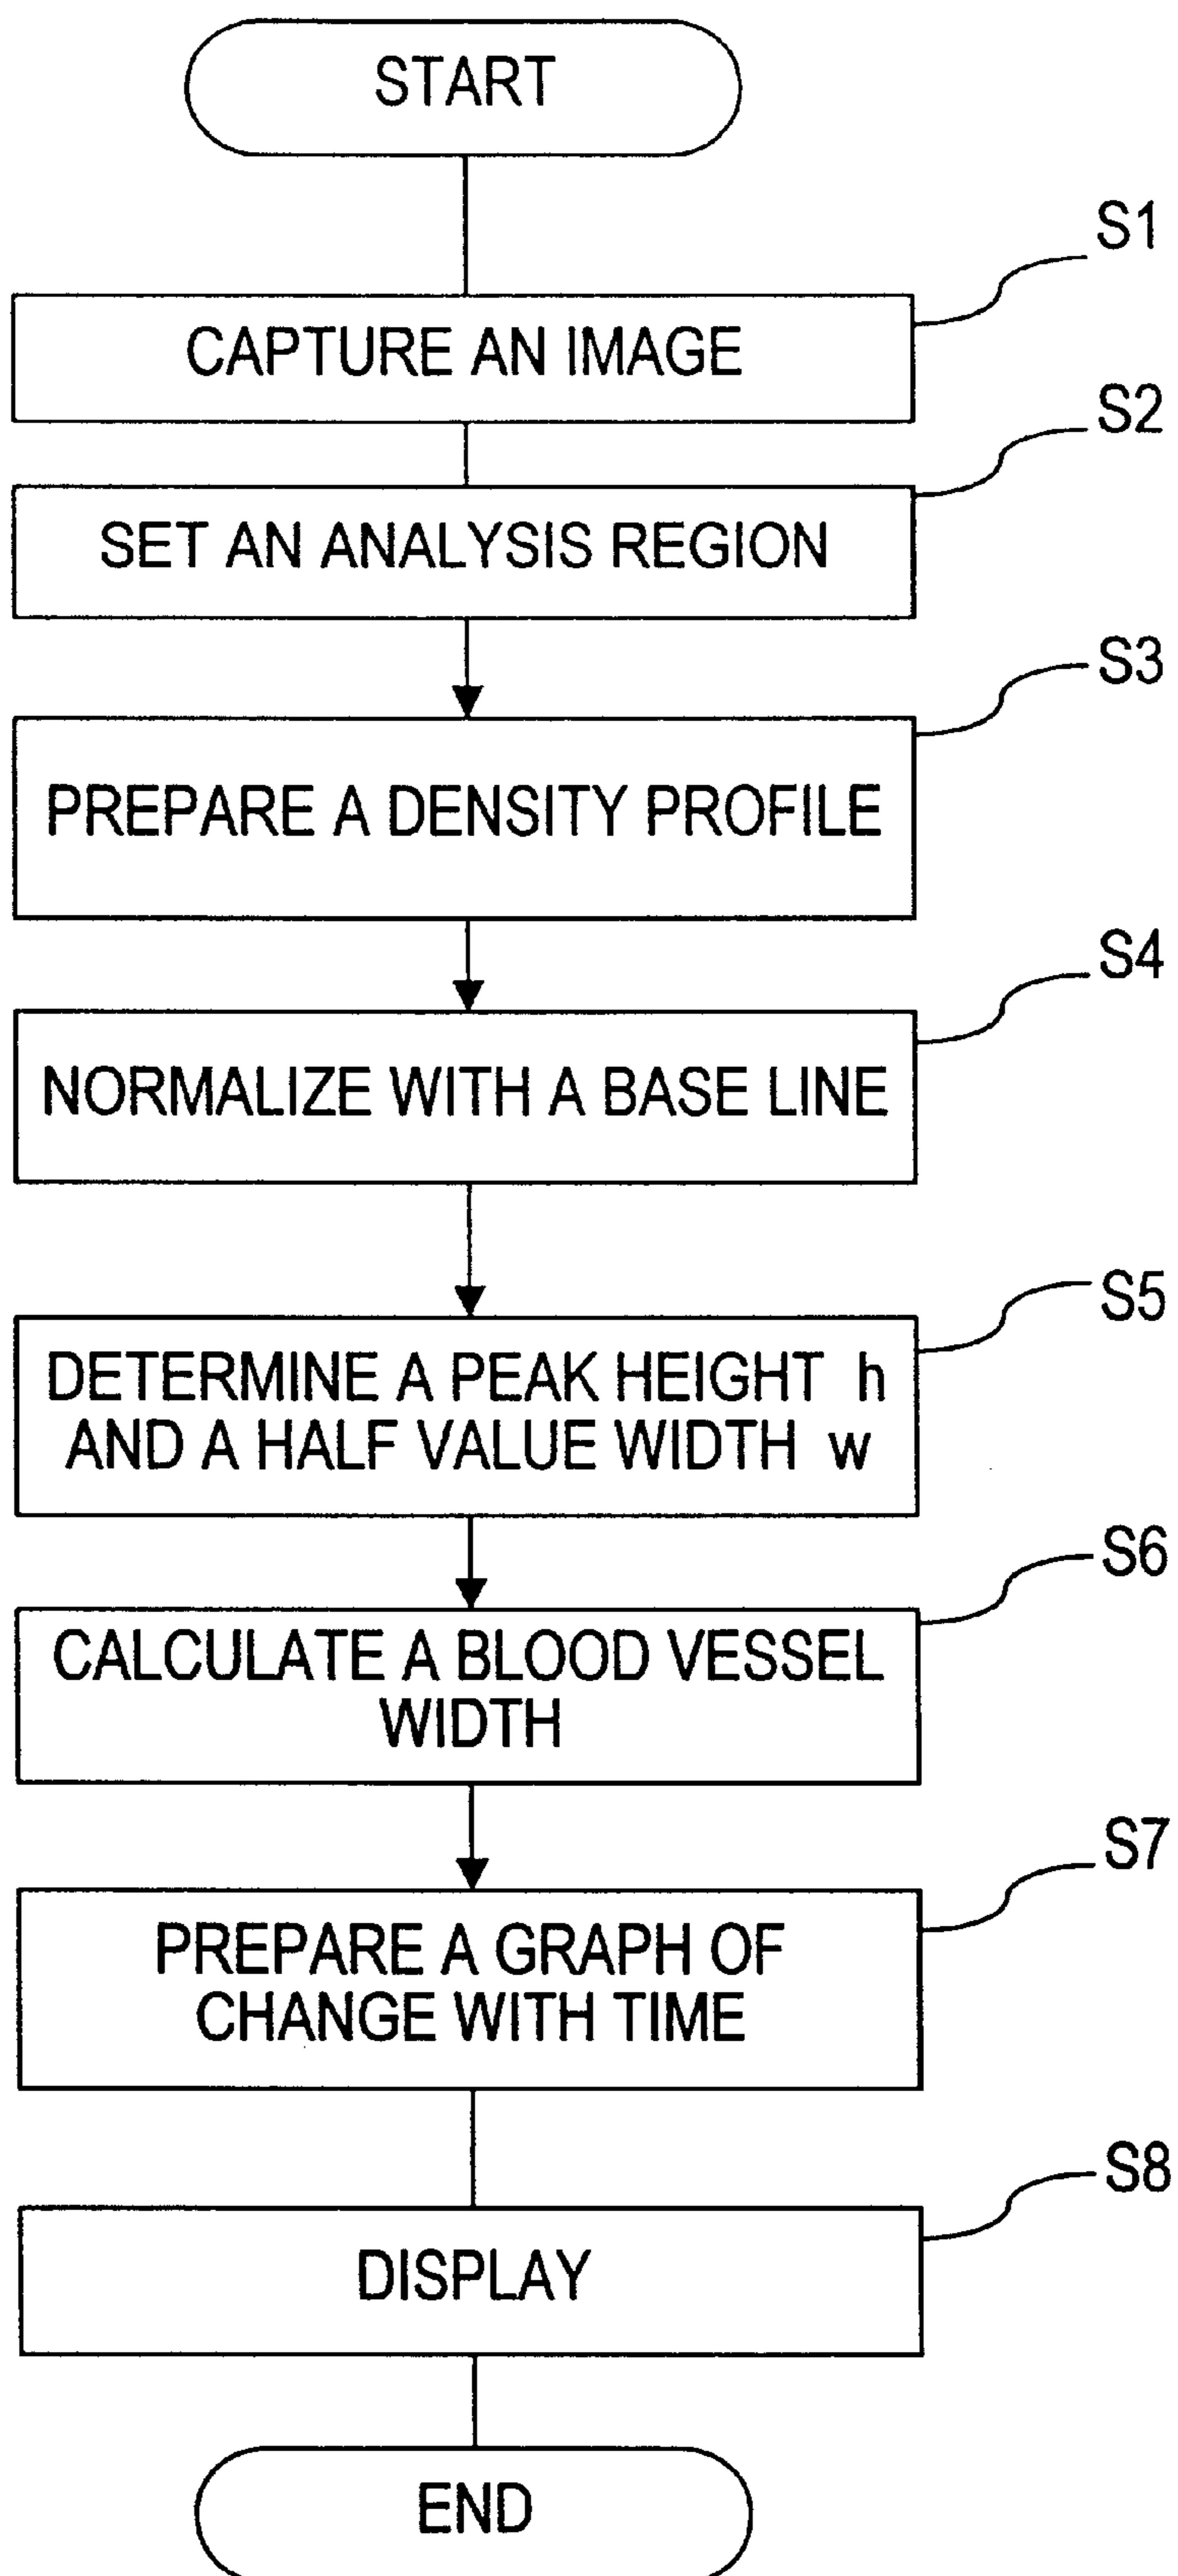 START
S1
CAPTURE AN IMAGE
S2
SET AN ANALYSIS REGION
S3
PREPARE A DENSITY PROFILE
S4
NORMALIZE WITH A BASE LINE
S5
DETERMINE A PEAK HEIGHT h
AND A HALF VALUE WIDTH w
S6
CALCULATE A BLOOD VESSEL
WIDTH
S7
PREPARE A GRAPH OF
CHANGE WITH TIME
S8
DISPLAY
END